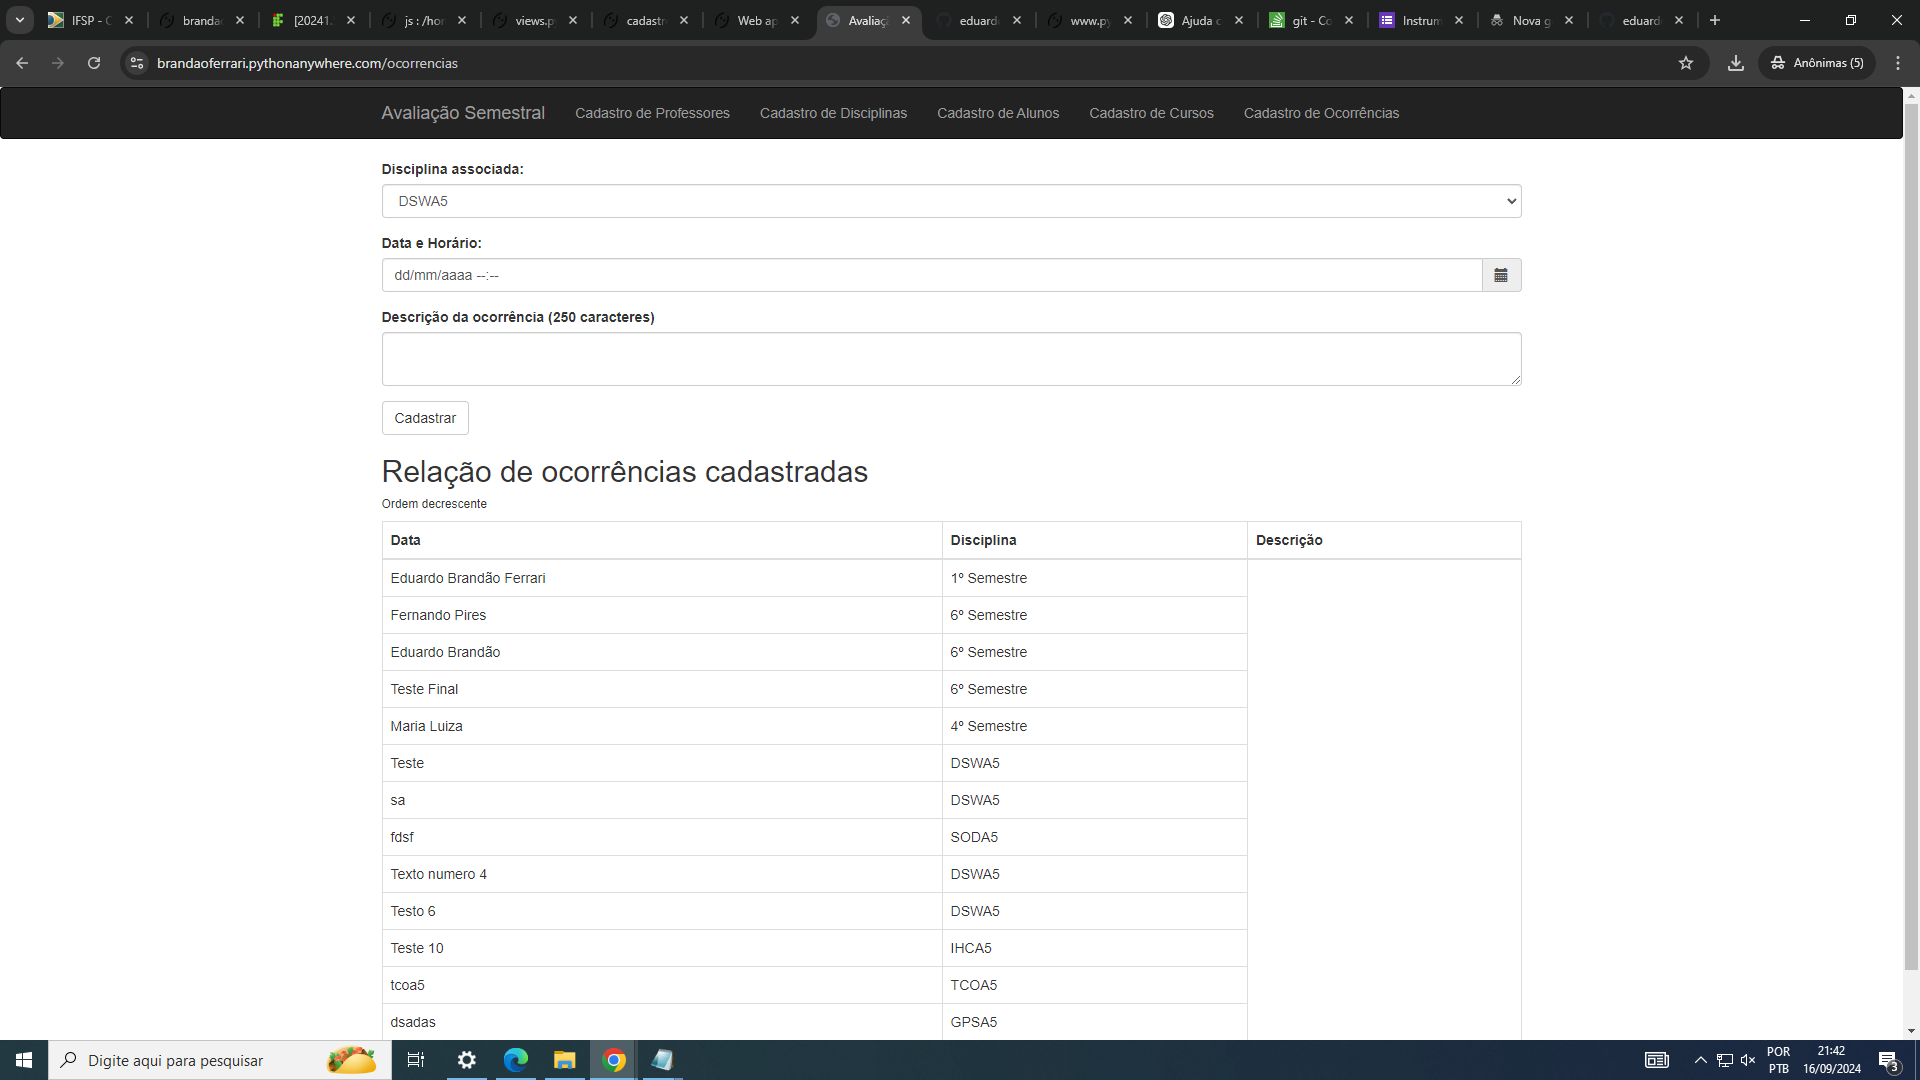 IFSP - C
branda
[20241.
js : /hor
views.p
cadastr
Web ap
Avaliaç
eduard
www.py
Ajuda c
git - Co
Instrum
Nova g
eduard
brandaoferrari.pythonanywhere.com/ocorrencias
Anônimas (5)
Avaliação Semestral
Cadastro de Professores
Cadastro de Disciplinas
Cadastro de Alunos
Cadastro de Cursos
Cadastro de Ocorrências
Disciplina associada:
DSWA5
Data e Horário:
dd/mm/aaaa --:--
Descrição da ocorrência (250 caracteres)
Cadastrar
Relação de ocorrências cadastradas
Ordem decrescente
Data Disciplina Descrição
Eduardo Brandão Ferrari 1º Semestre
Fernando Pires 6º Semestre
Eduardo Brandão 6º Semestre
Teste Final 6º Semestre
Maria Luiza 4º Semestre
Teste DSWA5
sa DSWA5
fdsf SODA5
Texto numero 4 DSWA5
Testo 6 DSWA5
Teste 10 IHCA5
tcoa5 TCOA5
dsadas GPSA5
Digite aqui para pesquisar
POR
PTB
21:42
16/09/2024
3